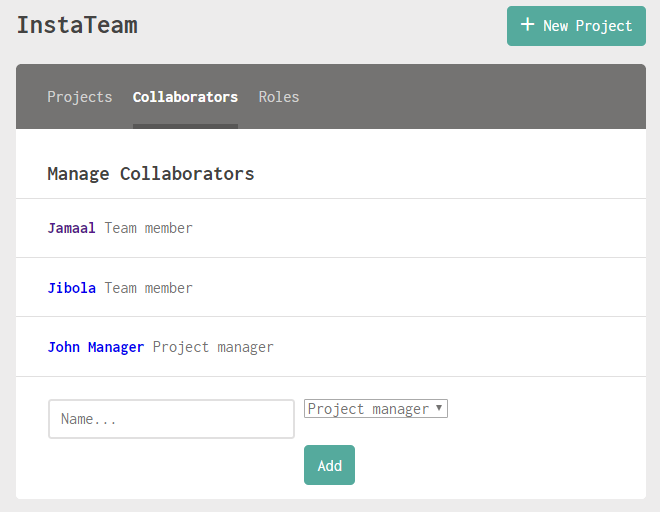 InstaTeam
+ New Project
Projects Collaborators Roles
Manage Collaborators
Jamaal Team member
Jibola Team member
John Manager Project manager
Name... Project manager
Add